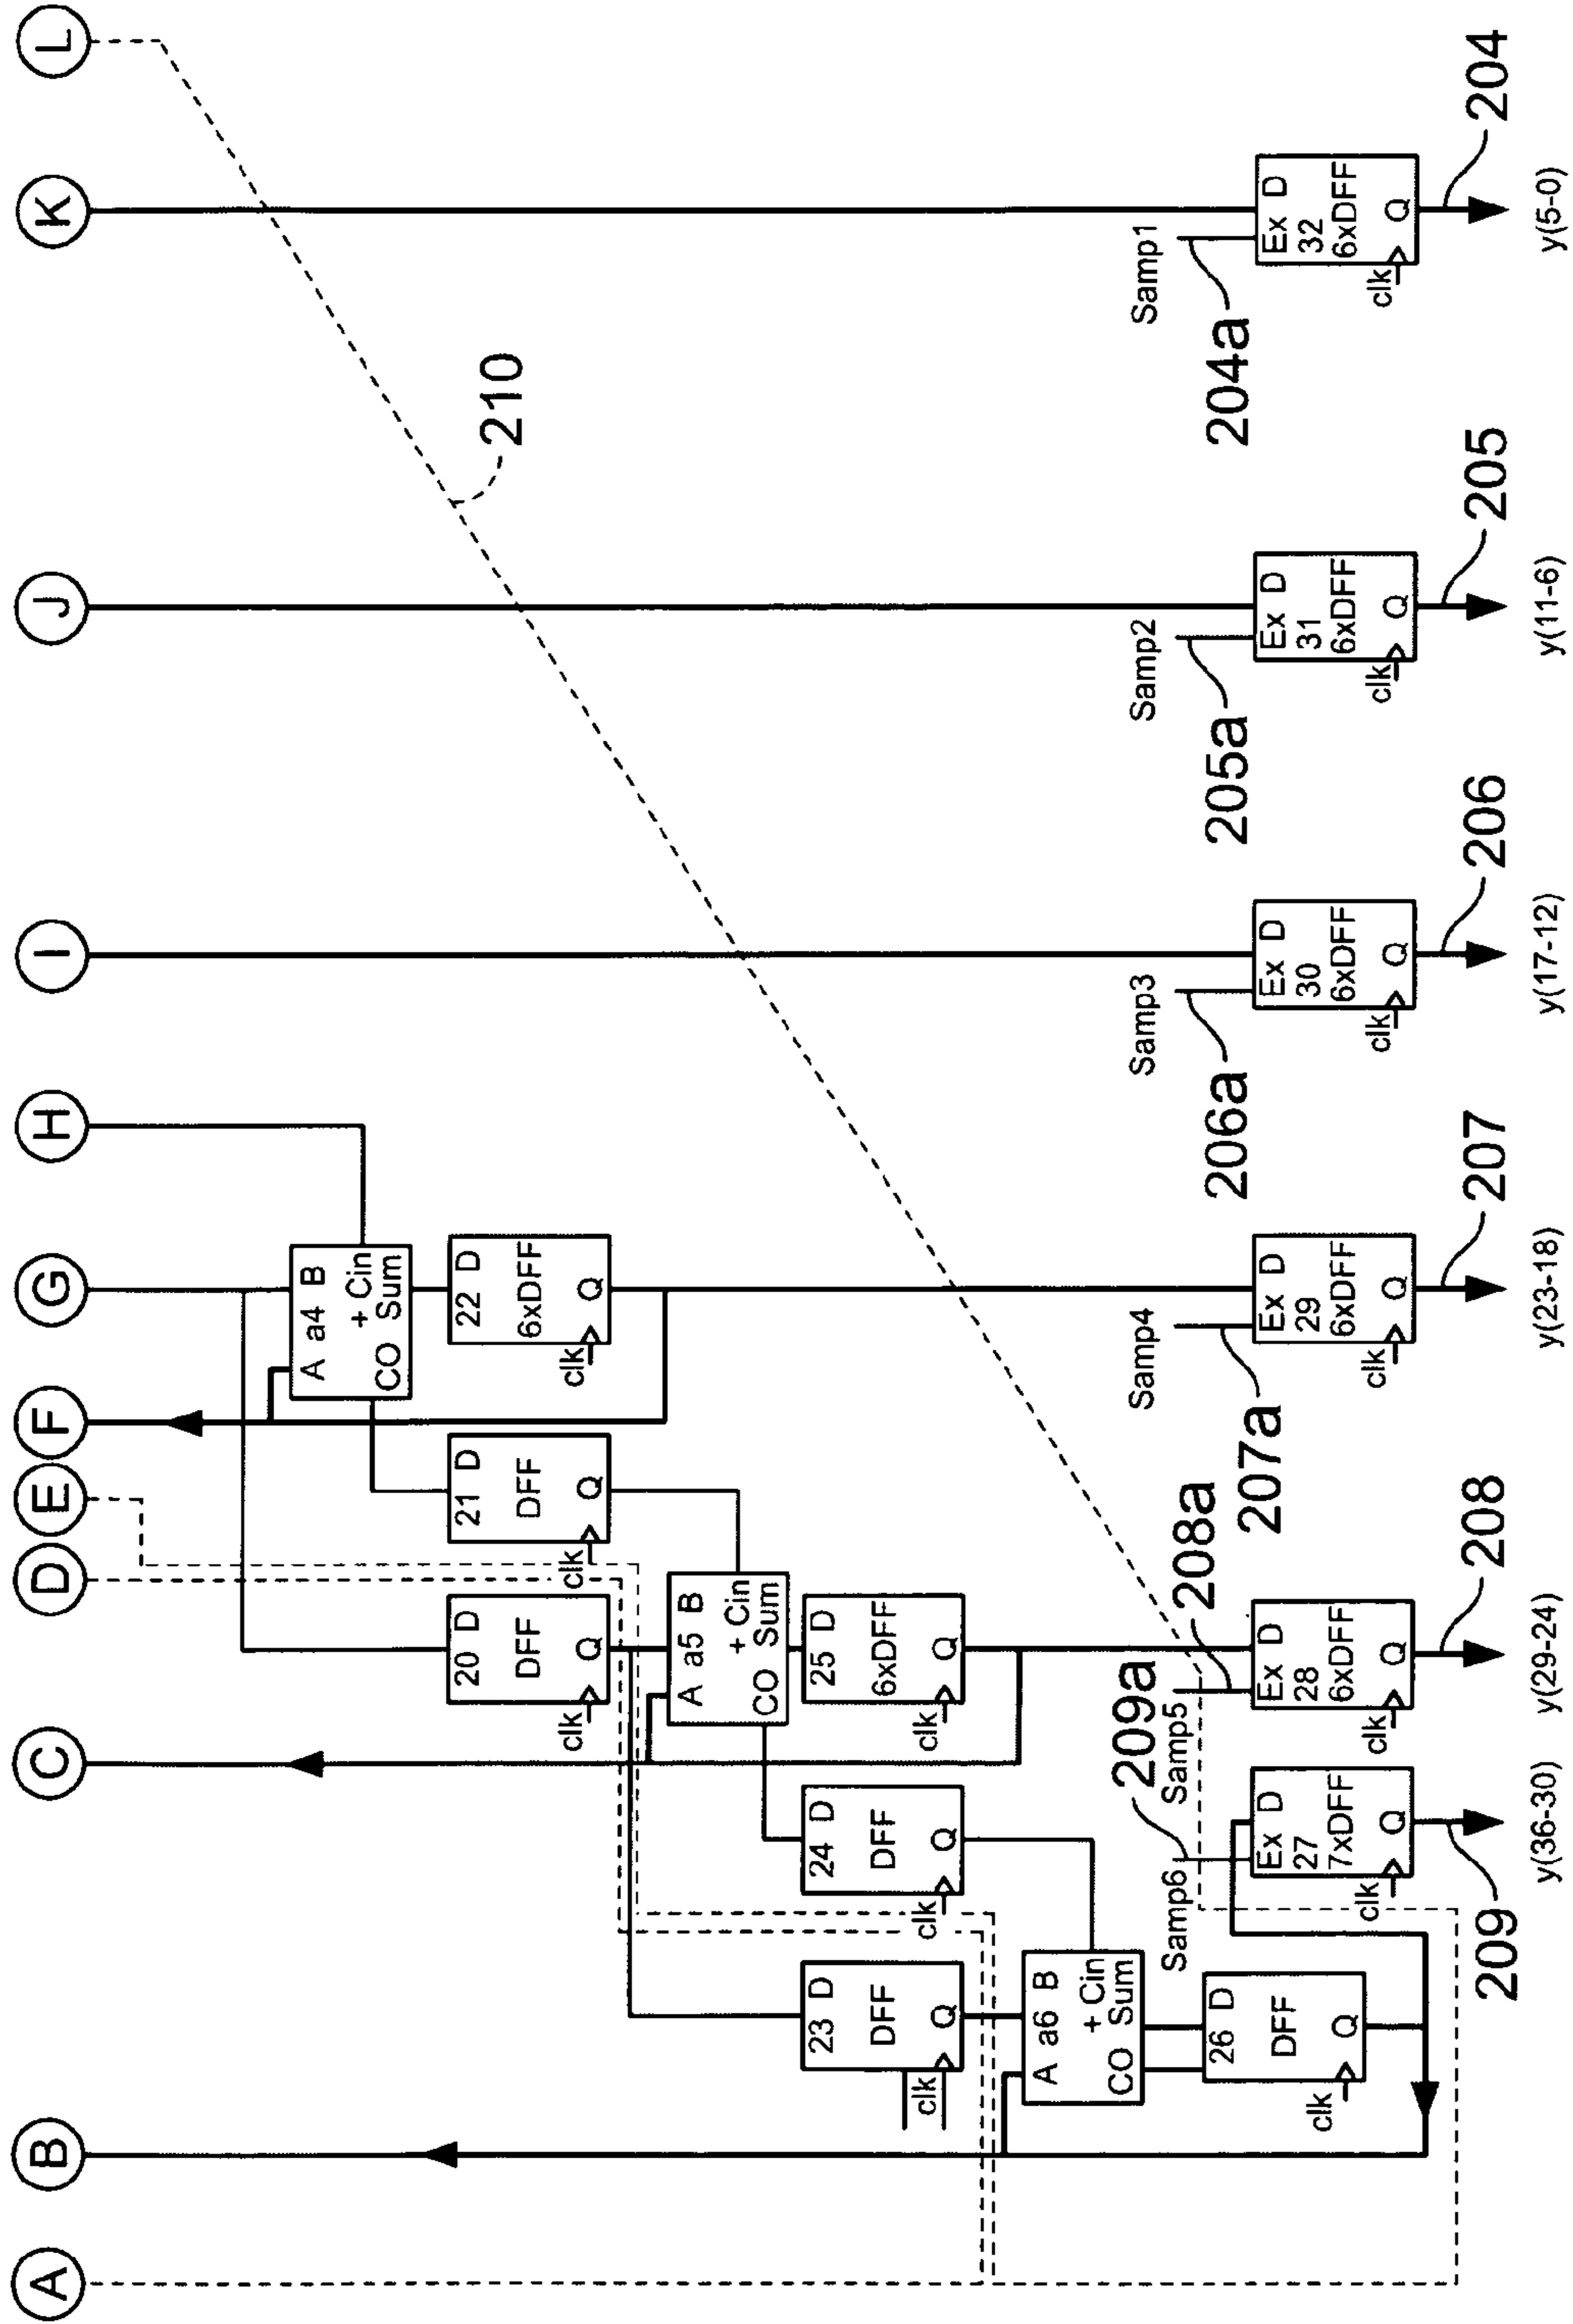 A
B
C
D
E
F
G
H
I
J
K
L
210
A a4 B
+ Cin
CO Sum
22 D
6xDFF
Q
clk
21 D
DFF
Q
clk
20 D
DFF
Q
clk
A a5 B
+ Cin
CO Sum
25 D
6xDFF
Q
clk
24 D
DFF
Q
clk
23 D
DFF
Q
clk
A a6 B
+ Cin
CO Sum
26 D
DFF
Q
clk
Samp6
209a
Ex D
27
7xDFF
Q
clk
209
y(36-30)
Samp5
208a
Ex D
28
6xDFF
Q
clk
208
y(29-24)
Samp4
207a
Ex D
29
6xDFF
Q
clk
207
y(23-18)
Samp3
206a
Ex D
30
6xDFF
Q
clk
206
y(17-12)
Samp2
205a
Ex D
31
6xDFF
Q
clk
205
y(11-6)
Samp1
204a
Ex D
32
6xDFF
Q
clk
204
y(5-0)